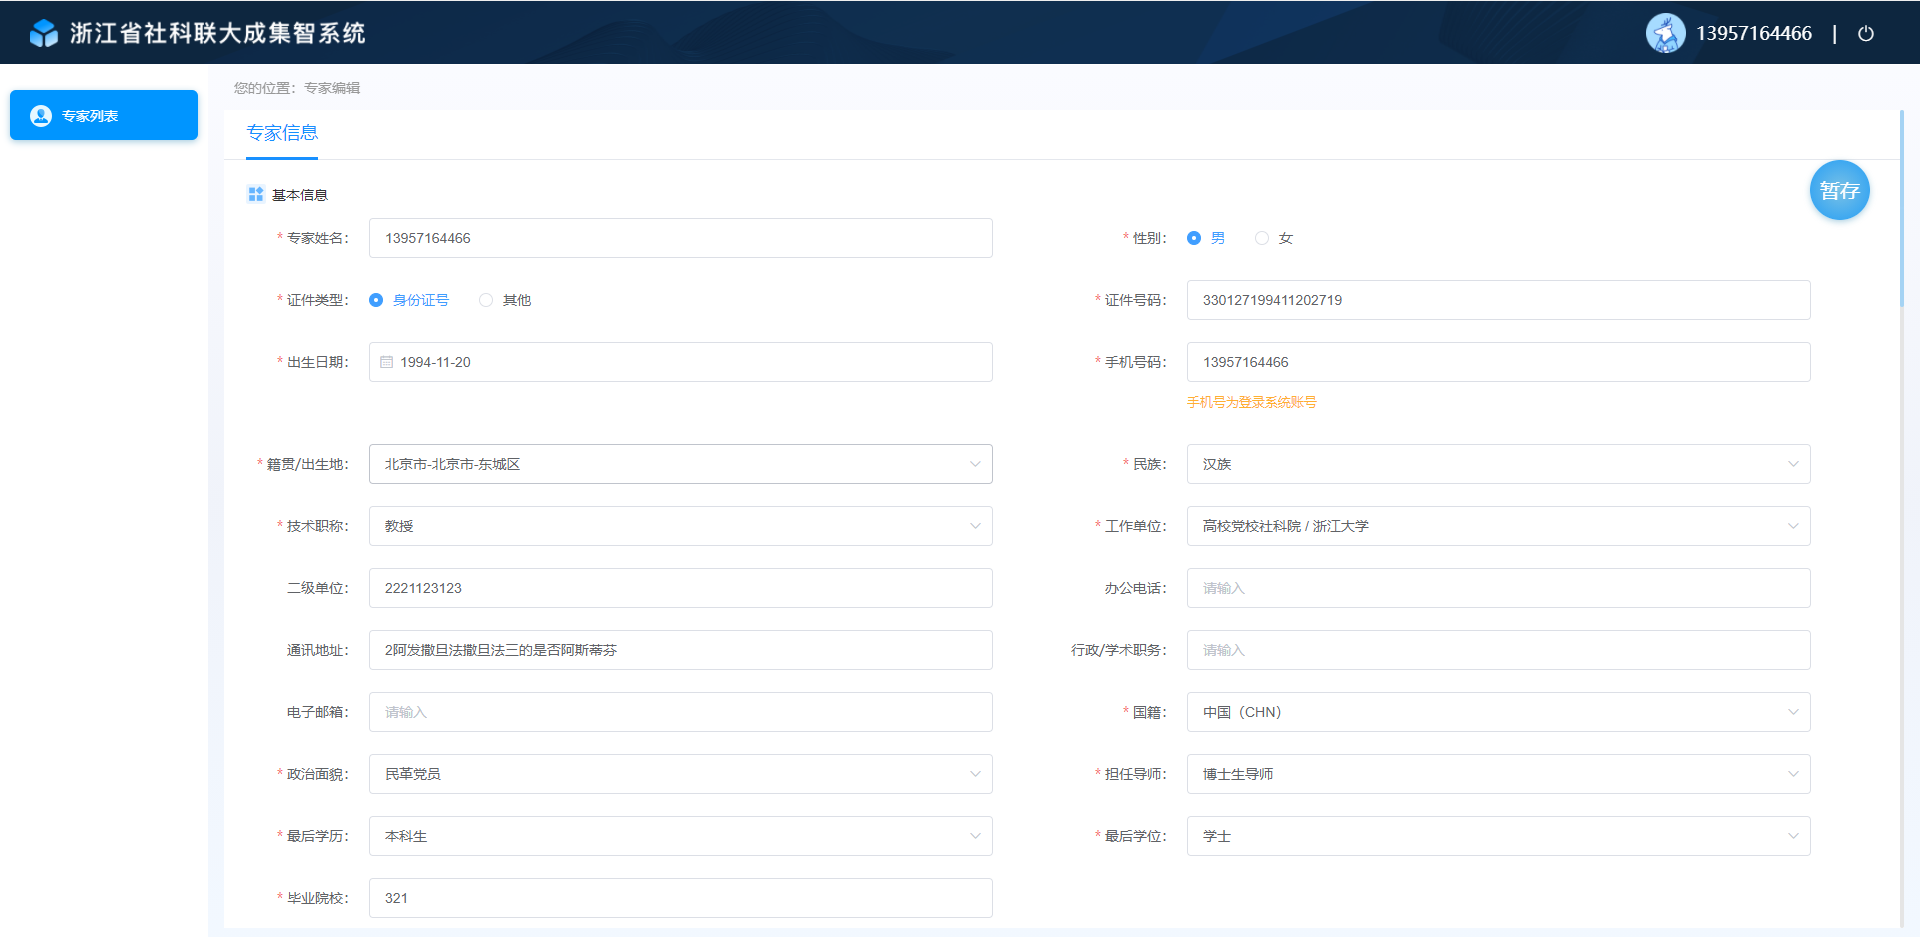 浙江省社科联大成集智系统
13957164466 | 
专家列表
您的位置：专家编辑
专家信息
暂存
基本信息
* 专家姓名： 13957164466
* 性别： 男 女
* 证件类型： 身份证号 其他
* 证件号码： 330127199411202719
* 出生日期： 1994-11-20
* 手机号码： 13957164466
手机号为登录系统账号
* 籍贯/出生地： 北京市-北京市-东城区
* 民族： 汉族
* 技术职称： 教授
* 工作单位： 高校党校社科院 / 浙江大学
二级单位： 2221123123
办公电话： 请输入
通讯地址： 2阿发撒旦法撒旦法三的是否阿斯蒂芬
行政/学术职务： 请输入
电子邮箱： 请输入
* 国籍： 中国（CHN）
* 政治面貌： 民革党员
* 担任导师： 博士生导师
* 最后学历： 本科生
* 最后学位： 学士
* 毕业院校： 321